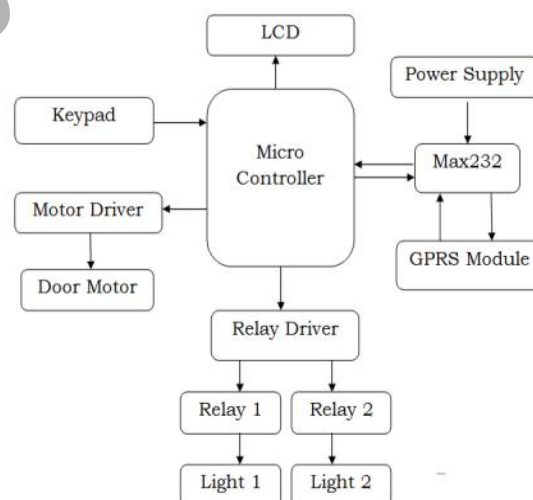 LCD
Power Supply
Keypad
Micro
Controller
Max232
Motor Driver
GPRS Module
Door Motor
Relay Driver
Relay 1
Relay 2
Light 1
Light 2